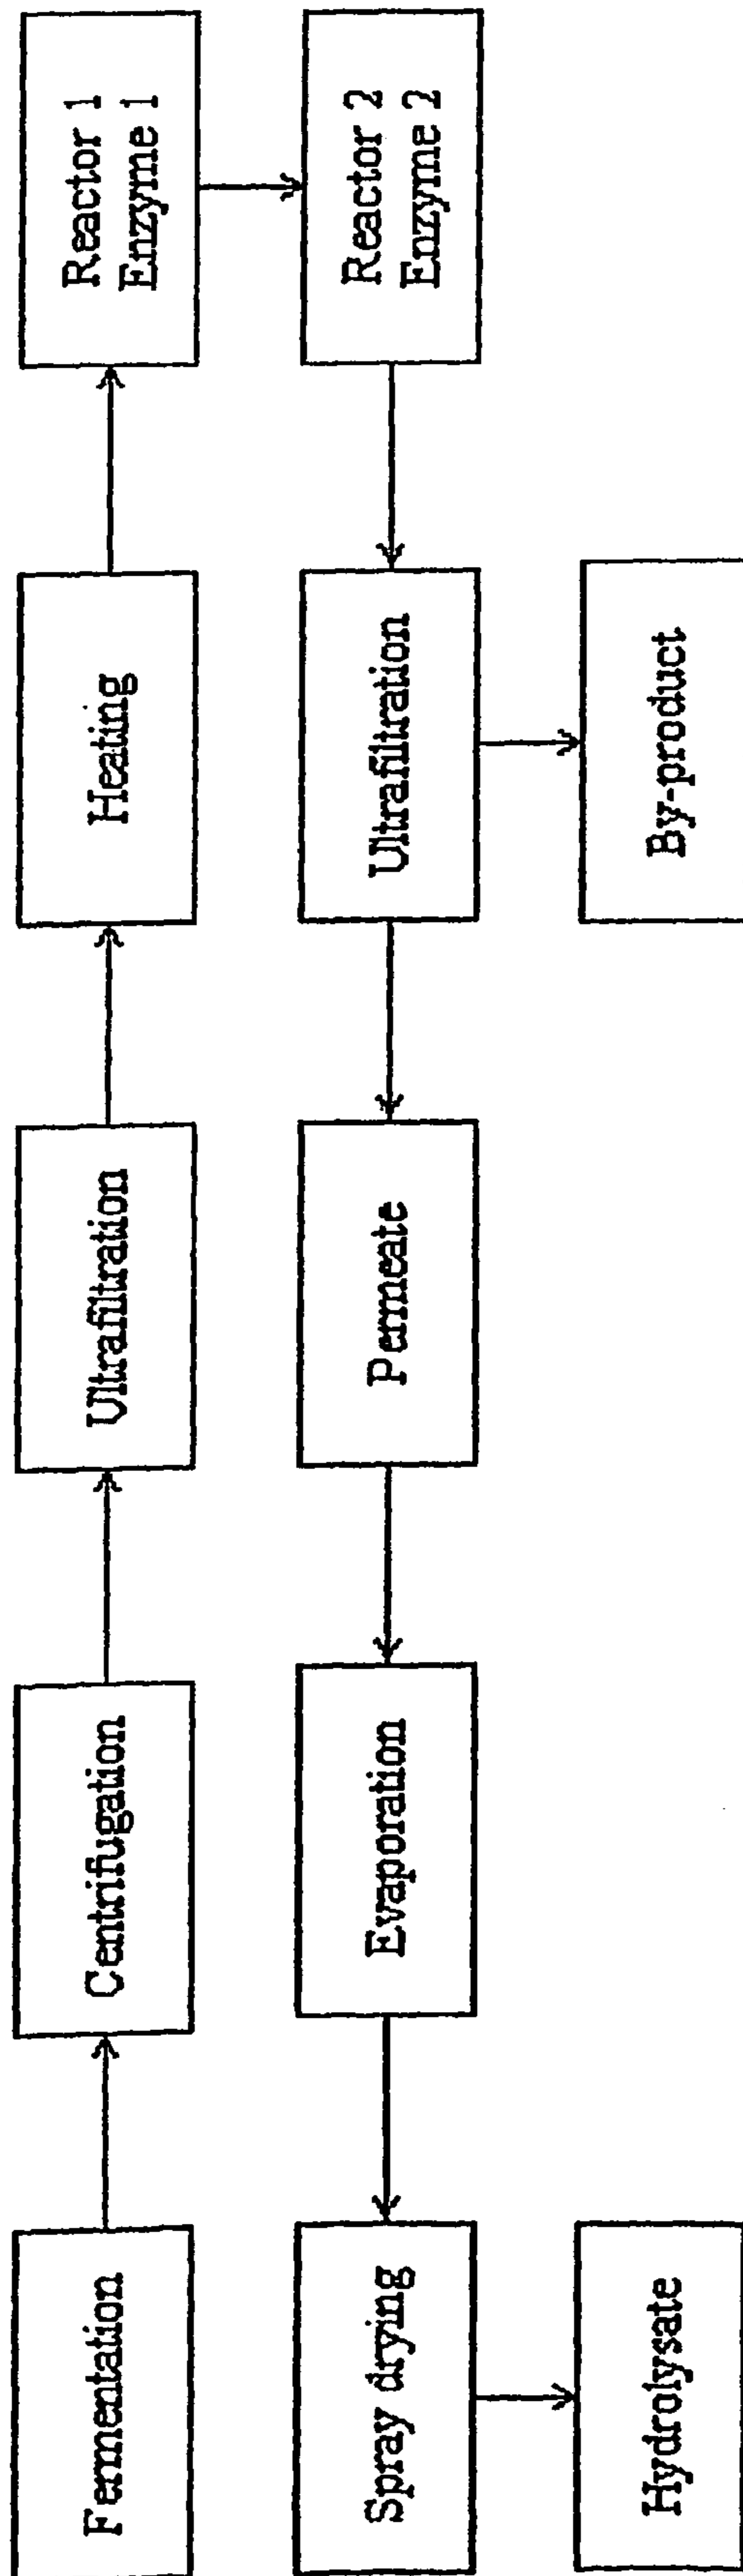 Fermentation
Centrifugation
Ultrafiltration
Heating
Reactor 1
Enzyme 1
Reactor 2
Enzyme 2
Ultrafiltration
By-product
Permeate
Evaporation
Spray drying
Hydrolysate